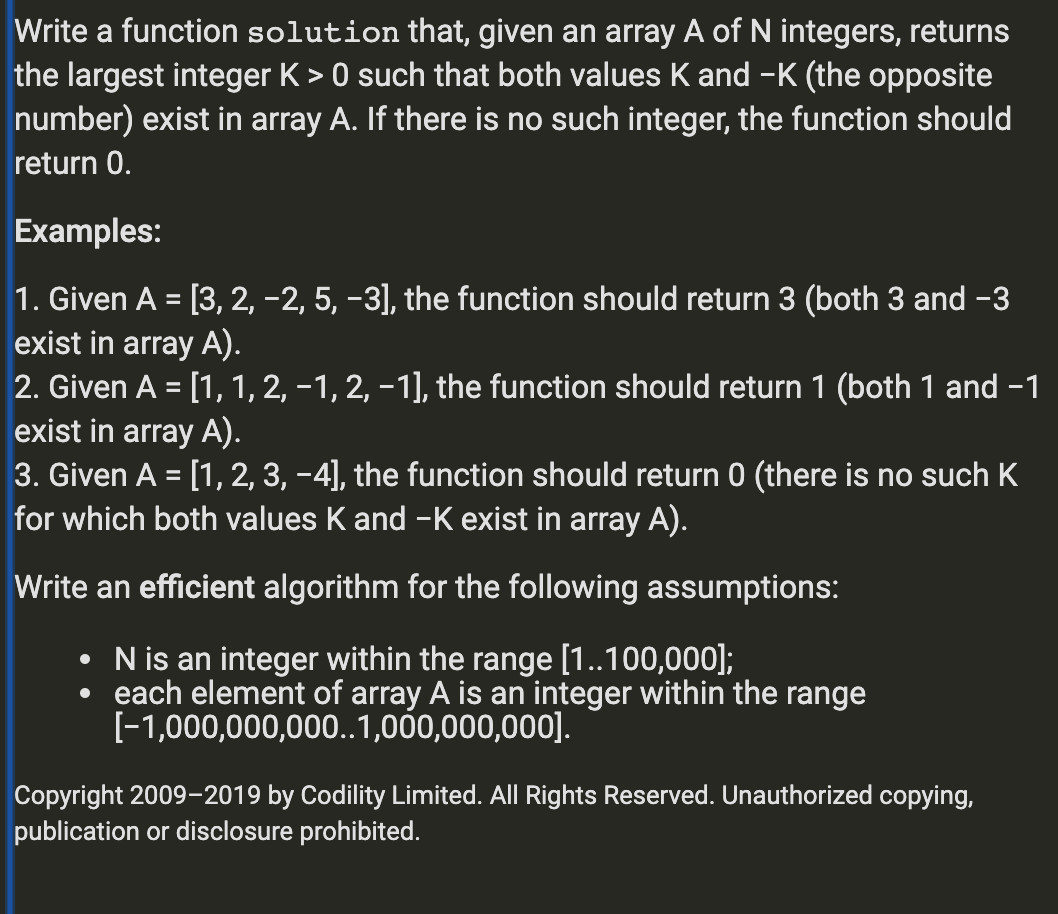 Write a function solution that, given an array A of N integers, returns
the largest integer K > 0 such that both values K and −K (the opposite
number) exist in array A. If there is no such integer, the function should
return 0.
Examples:
1. Given A = [3, 2, −2, 5, −3], the function should return 3 (both 3 and −3
exist in array A).
2. Given A = [1, 1, 2, −1, 2, −1], the function should return 1 (both 1 and −1
exist in array A).
3. Given A = [1, 2, 3, −4], the function should return 0 (there is no such K
for which both values K and −K exist in array A).
Write an efficient algorithm for the following assumptions:
• N is an integer within the range [1..100,000];
• each element of array A is an integer within the range
[−1,000,000,000..1,000,000,000].
Copyright 2009–2019 by Codility Limited. All Rights Reserved. Unauthorized copying,
publication or disclosure prohibited.